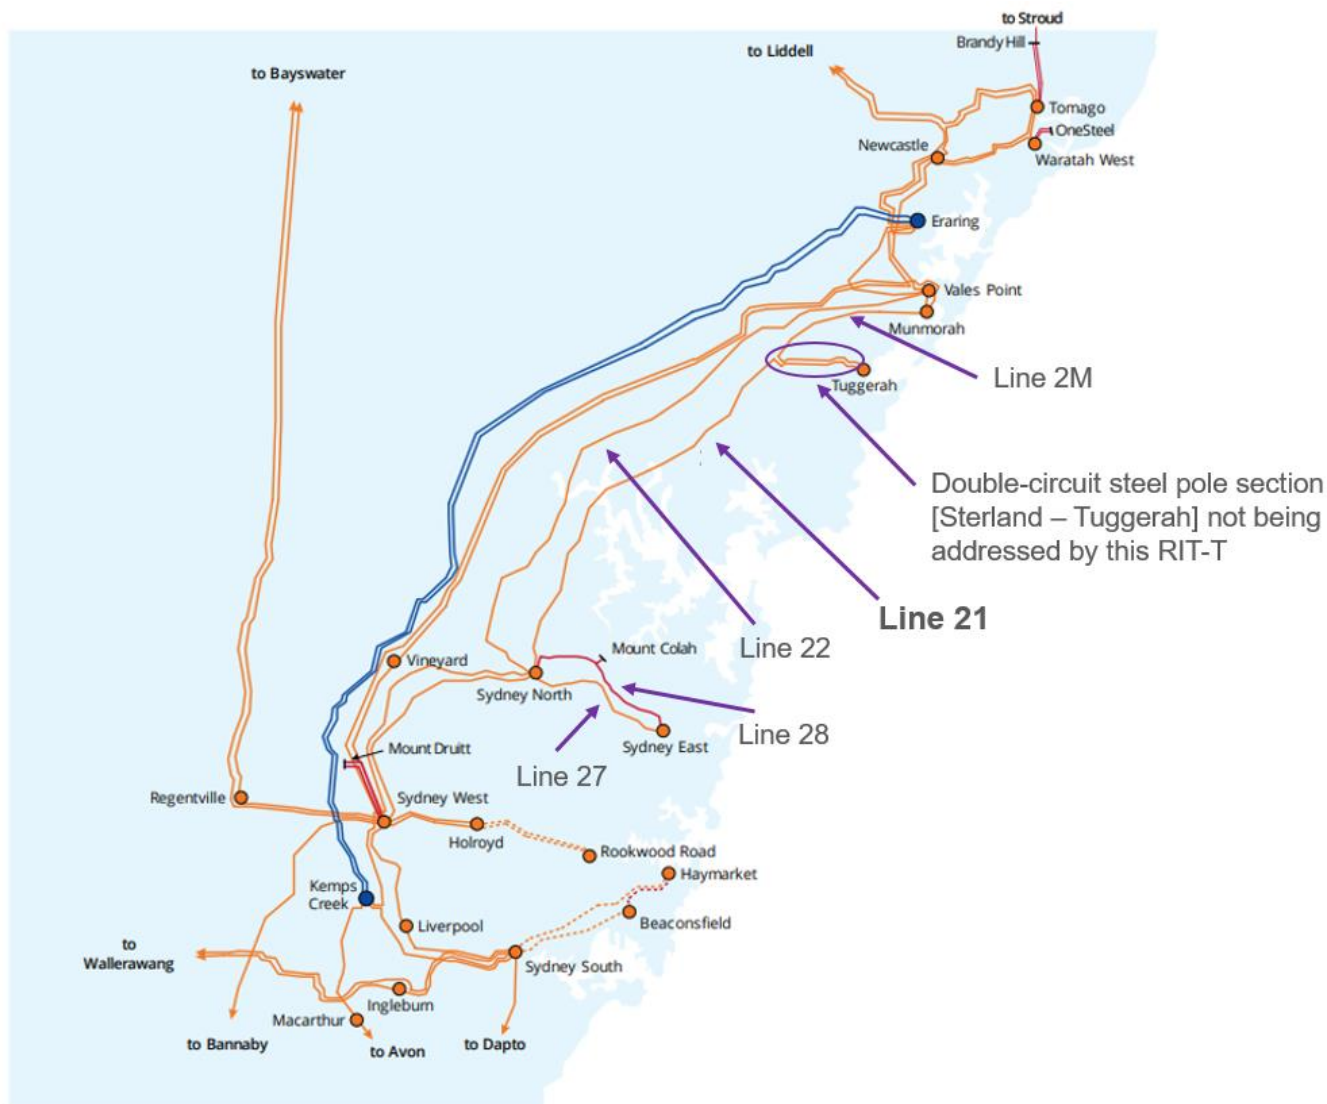 to Stroud
Brandy Hill
to Liddell
to Bayswater
Tomago
OneSteel
Newcastle
Waratah West
Eraring
Vales Point
Munmorah
Line 2M
Tuggerah
Double-circuit steel pole section
[Sterland – Tuggerah] not being
addressed by this RIT-T
Line 21
Line 22
Mount Colah
Vineyard
Sydney North
Line 28
Sydney East
Mount Druitt
Line 27
Regentville
Sydney West
Holroyd
Rookwood Road
Haymarket
Kemps
Creek
Beaconsfield
Liverpool
to
Wallerawang
Sydney South
Ingleburn
Macarthur
to Bannaby
to Avon
to Dapto